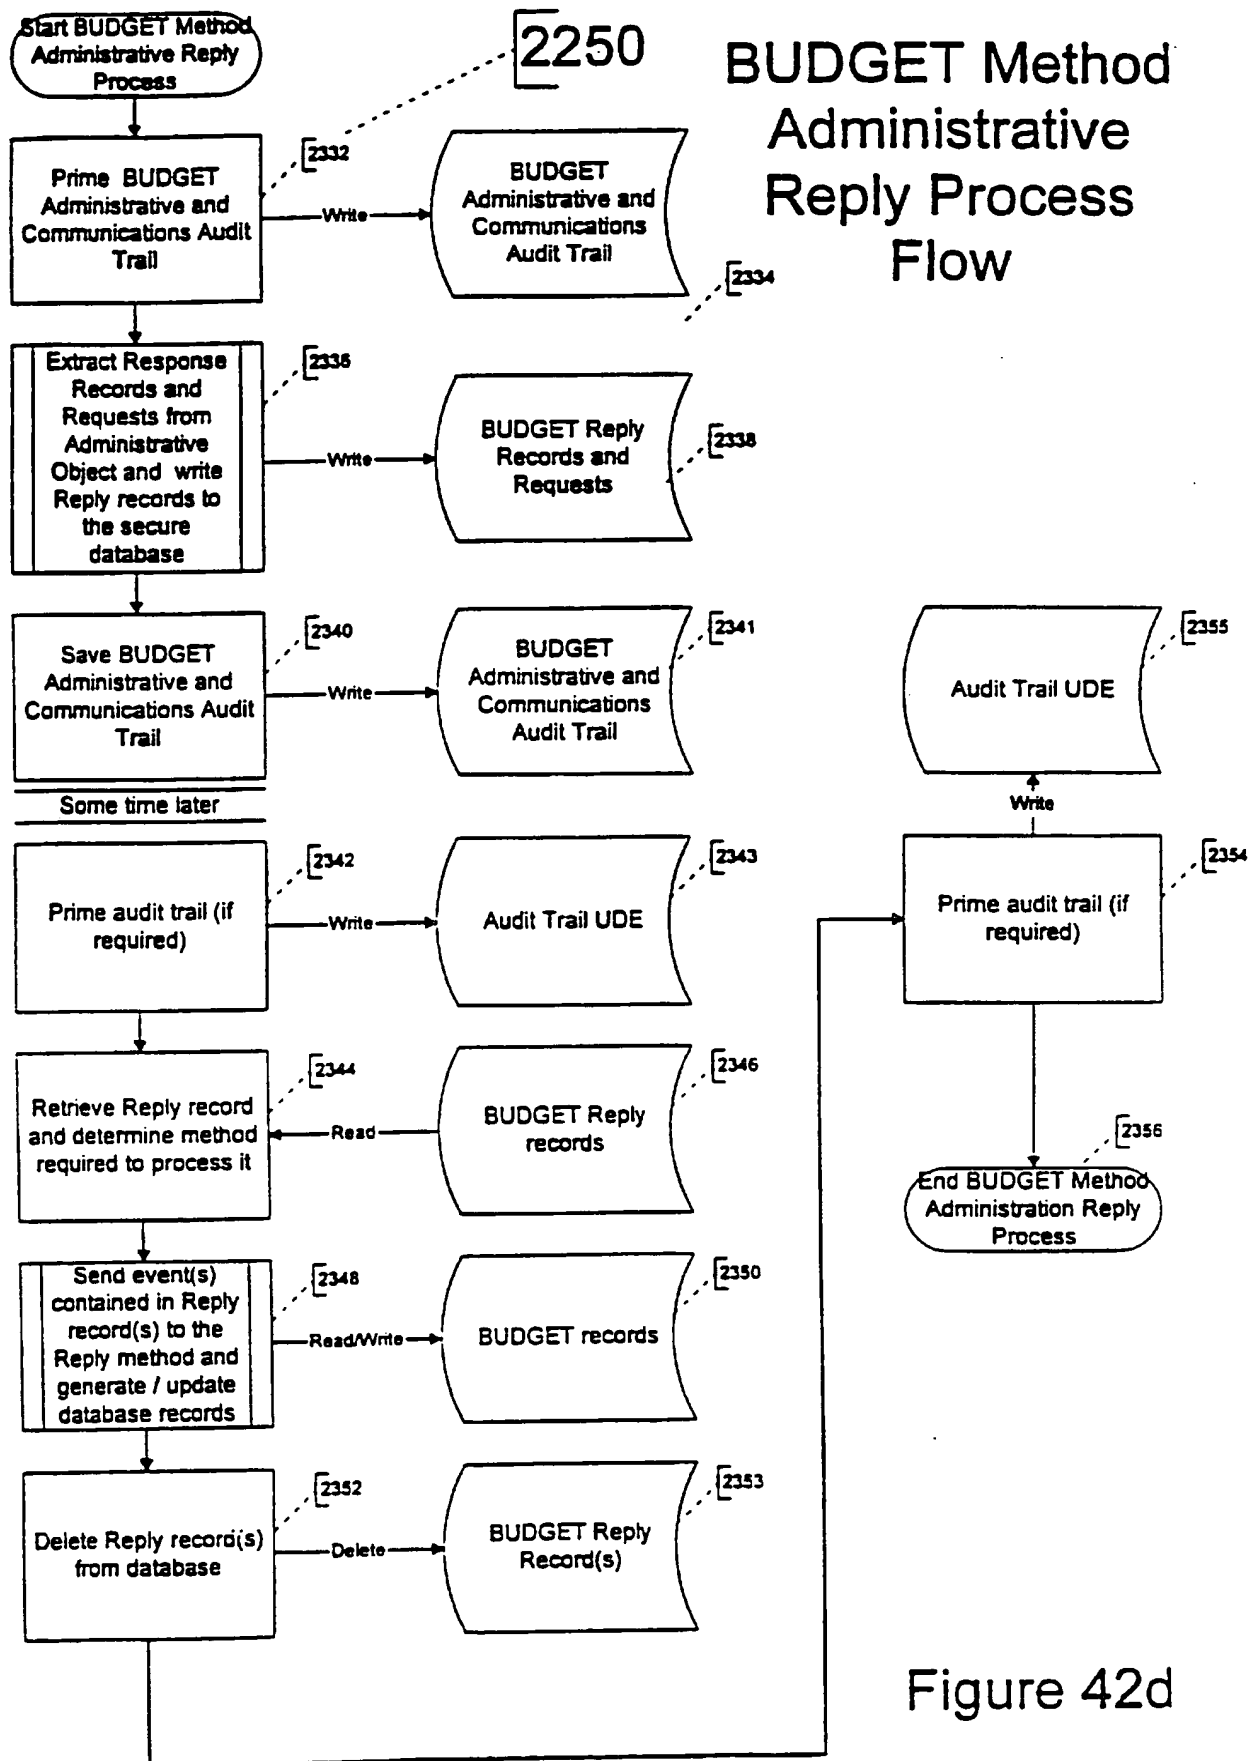 Start BUDGET Method
Administrative Reply
Process
2250
BUDGET Method
Administrative
Reply Process
Flow
Prime BUDGET
Administrative and
Communications Audit
Trail
2332
Write
BUDGET
Administrative and
Communications
Audit Trail
2334
Extract Response
Records and
Requests from
Administrative
Object and write
Reply records to
the secure
database
2336
Write
BUDGET Reply
Records and
Requests
2338
Save BUDGET
Administrative and
Communications Audit
Trail
2340
Write
BUDGET
Administrative and
Communications
Audit Trail
2341
Some time later
Prime audit trail (if
required)
2342
Write
Audit Trail UDE
2343
Retrieve Reply record
and determine method
required to process it
2344
Read
BUDGET Reply
records
2346
Send event(s)
contained in Reply
record(s) to the
Reply method and
generate / update
database records
2348
Read/Write
BUDGET records
2350
Delete Reply record(s)
from database
2352
Delete
BUDGET Reply
Record(s)
2353
Audit Trail UDE
2355
Write
Prime audit trail (if
required)
2354
2356
End BUDGET Method
Administration Reply
Process
Figure 42d